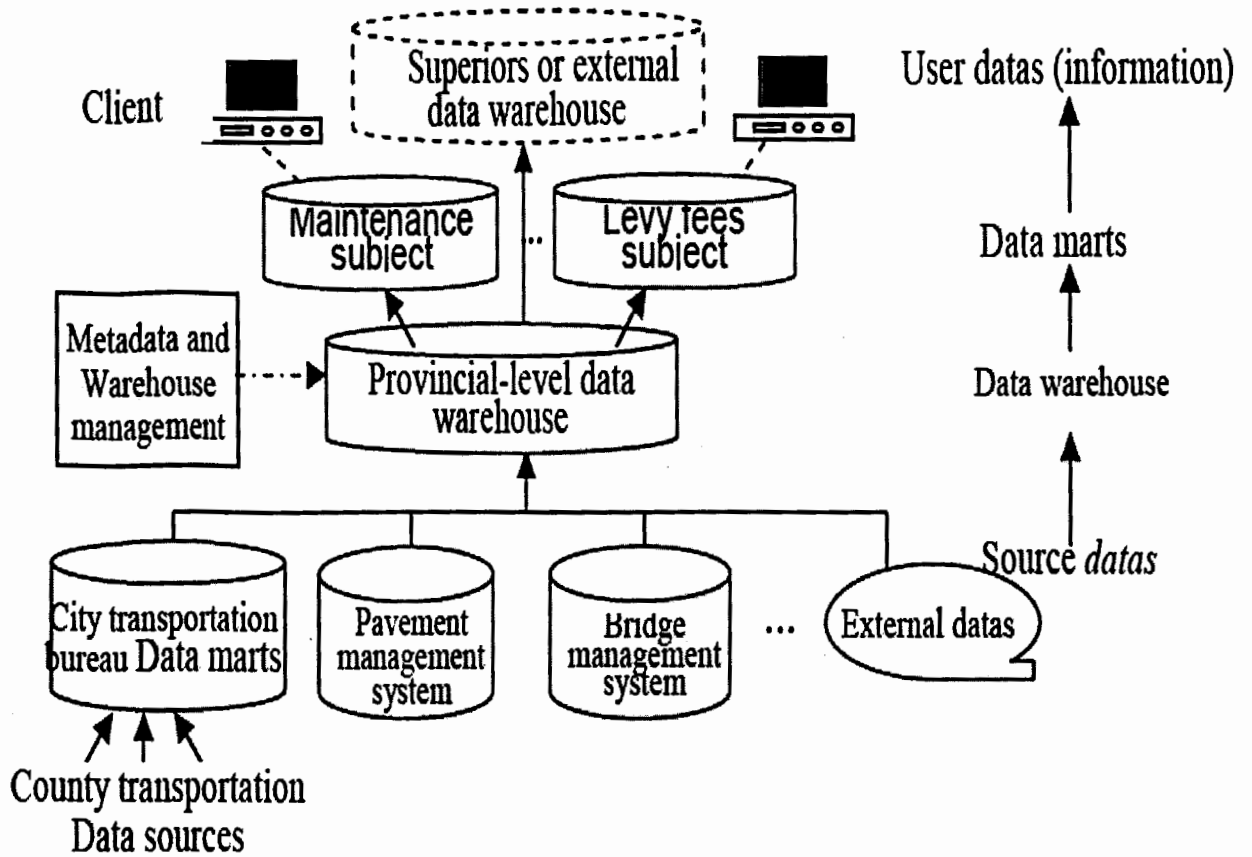 Client
Superiors or external
data warehouse
User datas (information)
Maintenance
subject
...
Levy fees
subject
Data marts
Metadata and
Warehouse
management
Provincial-level data
warehouse
Data warehouse
Source datas
City transportation
bureau Data marts
Pavement
management
system
Bridge
management
system
...
External datas
County transportation
Data sources